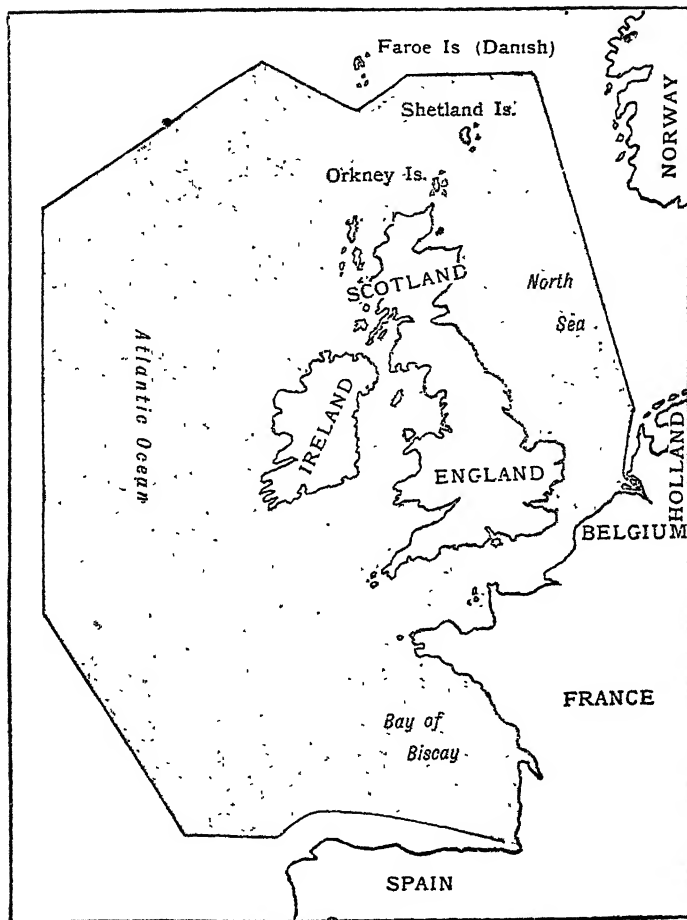 Faroe Is (Danish)
Shetland Is.
NORWAY
Orkney Is.
SCOTLAND
North
Sea
Atlantic Ocean
IRELAND
ENGLAND
HOLLAND
BELGIUM
FRANCE
Bay of
Biscay
SPAIN